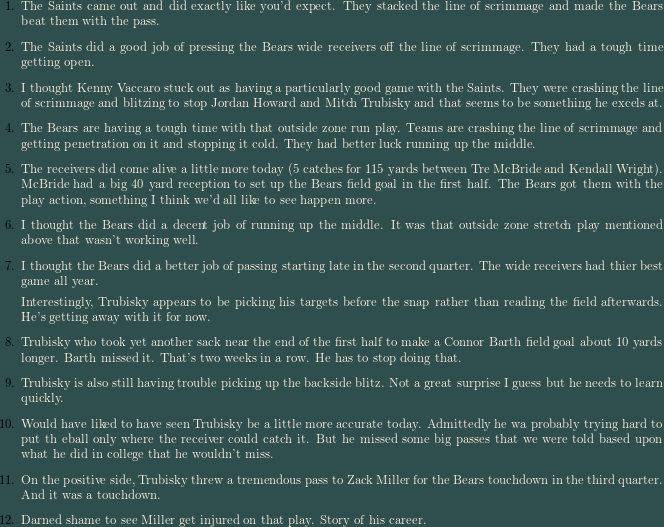 1. The Saints came out and did exactly like you'd expect. They stacked the line of scrimmage and made the Bears
beat them with the pass.
2. The Saints did a good job of pressing the Bears wide receivers off the line of scrimmage. They had a tough time
getting open.
3. I thought Kenny Vaccaro stuck out as having a particularly good game with the Saints. They were crashing the line
of scrimmage and blitzing to stop Jordan Howard and Mitch Trubisky and that seems to be something he excels at.
4. The Bears are having a tough time with that outside zone run play. Teams are crashing the line of scrimmage and
getting penetration on it and stopping it cold. They had better luck running up the middle.
5. The receivers did come alive a little more today (5 catches for 115 yards between Tre McBride and Kendall Wright).
McBride had a big 40 yard reception to set up the Bears field goal in the first half. The Bears got them with the
play action, something I think we'd all like to see happen more.
6. I thought the Bears did a decent job of running up the middle. It was that outside zone stretch play mentioned
above that wasn't working well.
7. I thought the Bears did a better job of passing starting late in the second quarter. The wide receivers had thier best
game all year.
Interestingly, Trubisky appears to be picking his targets before the snap rather than reading the field afterwards.
He's getting away with it for now.
8. Trubisky who took yet another sack near the end of the first half to make a Connor Barth field goal about 10 yards
longer. Barth missed it. That's two weeks in a row. He has to stop doing that.
9. Trubisky is also still having trouble picking up the backside blitz. Not a great surprise I guess but he needs to learn
quickly.
10. Would have liked to have seen Trubisky be a little more accurate today. Admittedly he wa probably trying hard to
put th eball only where the receiver could catch it. But he missed some big passes that we were told based upon
what he did in college that he wouldn't miss.
11. On the positive side, Trubisky threw a tremendous pass to Zack Miller for the Bears touchdown in the third quarter.
And it was a touchdown.
12. Darned shame to see Miller get injured on that play. Story of his career.